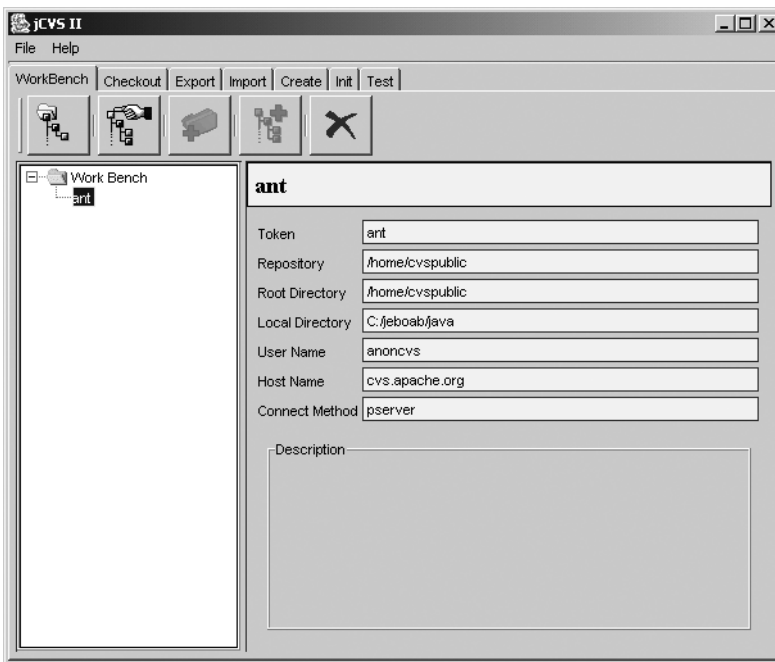 jCVS II
File Help
WorkBench Checkout Export Import Create Init Test
Work Bench
ant
ant
Token ant
Repository /home/cvspublic
Root Directory /home/cvspublic
Local Directory C:/jeboab/java
User Name anoncvs
Host Name cvs.apache.org
Connect Method pserver
Description